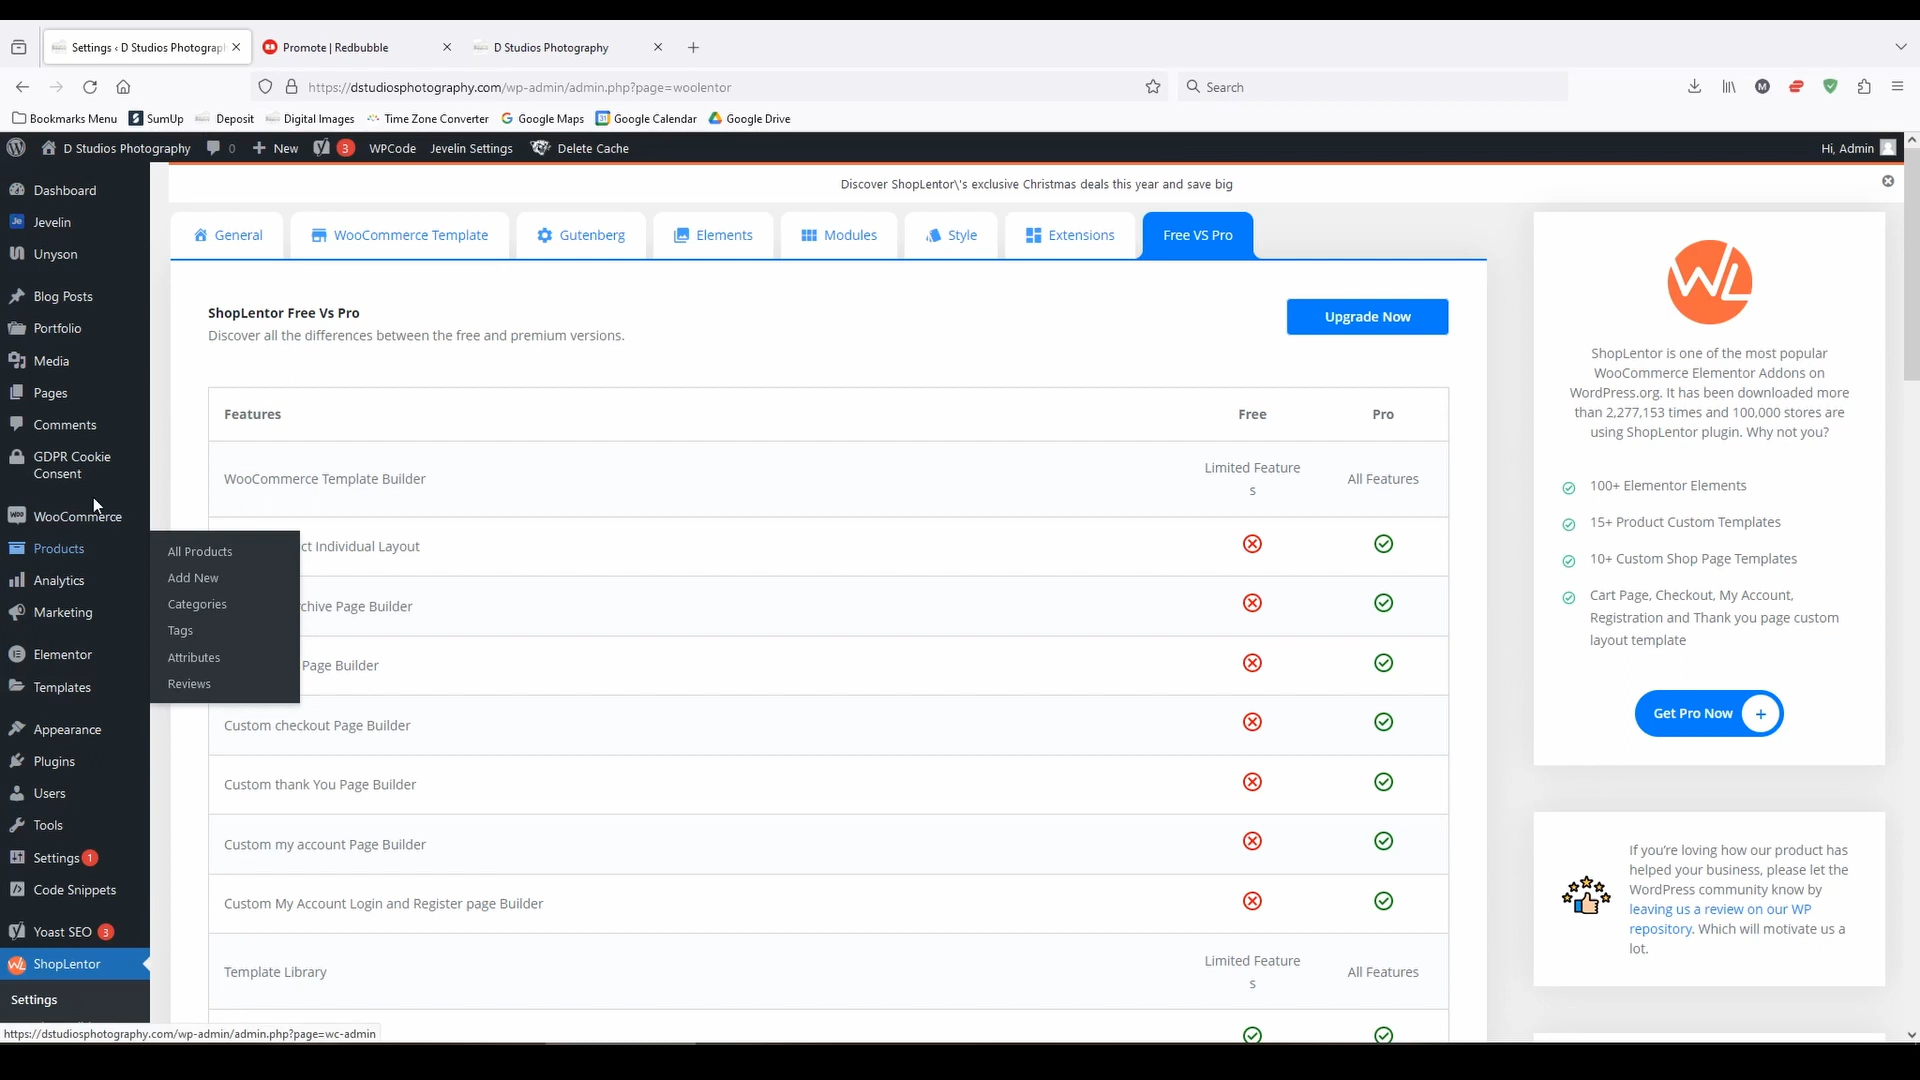 Settings ‹ D Studios Photograp
Promote | Redbubble
D Studios Photography
https://dstudiosphotography.com/wp-admin/admin.php?page=woolentor
Search
Bookmarks Menu
SumUp
Deposit
Digital Images
Time Zone Converter
Google Maps
Google Calendar
Google Drive
D Studios Photography
0
New
3
WPCode
Jevelin Settings
Delete Cache
Hi, Admin
Dashboard
Jevelin
Unyson
Blog Posts
Portfolio
Media
Pages
Comments
GDPR Cookie
Consent
WooCommerce
Products
Analytics
Marketing
Elementor
Templates
Appearance
Plugins
Users
Tools
Settings 1
Code Snippets
Yoast SEO 3
ShopLentor
Settings
All Products
Add New
Categories
Tags
Attributes
Reviews
Discover ShopLentor\'s exclusive Christmas deals this year and save big
General
WooCommerce Template
Gutenberg
Elements
Modules
Style
Extensions
Free VS Pro
ShopLentor Free Vs Pro
Discover all the differences between the free and premium versions.
Upgrade Now
Features
Free
Pro
WooCommerce Template Builder
Limited Feature
s
All Features
ct Individual Layout
chive Page Builder
Page Builder
Custom checkout Page Builder
Custom thank You Page Builder
Custom my account Page Builder
Custom My Account Login and Register page Builder
Template Library
Limited Feature
s
All Features
ShopLentor is one of the most popular
WooCommerce Elementor Addons on
WordPress.org. It has been downloaded more
than 2,277,153 times and 100,000 stores are
using ShopLentor plugin. Why not you?
100+ Elementor Elements
15+ Product Custom Templates
10+ Custom Shop Page Templates
Cart Page, Checkout, My Account,
Registration and Thank you page custom
layout template
Get Pro Now +
If you're loving how our product has
helped your business, please let the
WordPress community know by
leaving us a review on our WP
repository. Which will motivate us a
lot.
https://dstudiosphotography.com/wp-admin/admin.php?page=wc-admin